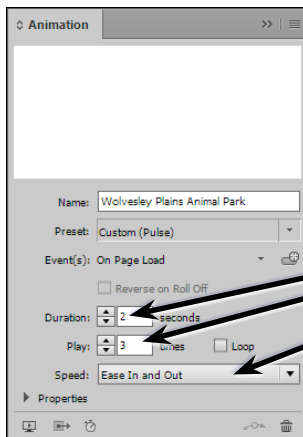 Animation
Name: Wolvesley Plains Animal Park
Preset: Custom (Pulse)
Event(s): On Page Load
Reverse on Roll Off
Duration: 2 seconds
Play: 3 times Loop
Speed: Ease In and Out
Properties